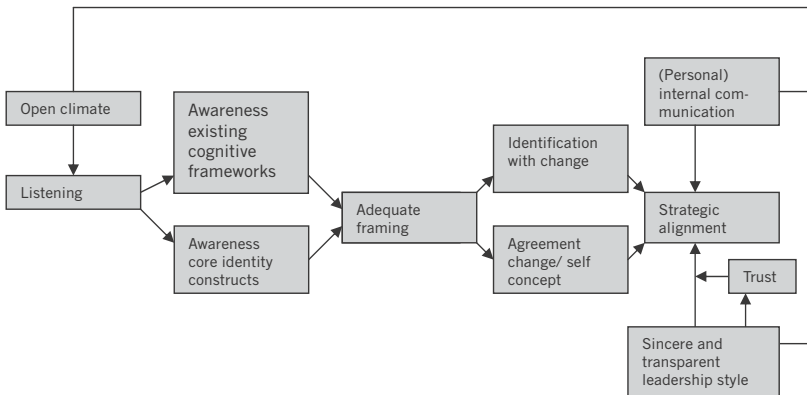 Open climate
Listening
Awareness
existing
cognitive
frameworks
Awareness
core identity
constructs
Adequate
framing
Identification
with change
Agreement
change/ self
concept
(Personal)
internal com-
munication
Strategic
alignment
Trust
Sincere and
transparent
leadership style